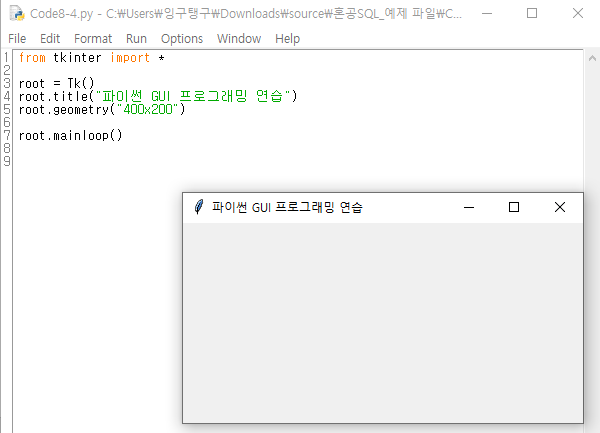 Code8-4.py - C:₩Users₩잉구탱구₩Downloads₩source₩혼공SQL_예제 파일₩C...
File Edit Format Run Options Window Help
1 from tkinter import *
2
3 root = Tk()
4 root.title("파이썬 GUI 프로그래밍 연습")
5 root.geometry("400x200")
6
7 root.mainloop()
8
9
파이썬 GUI 프로그래밍 연습